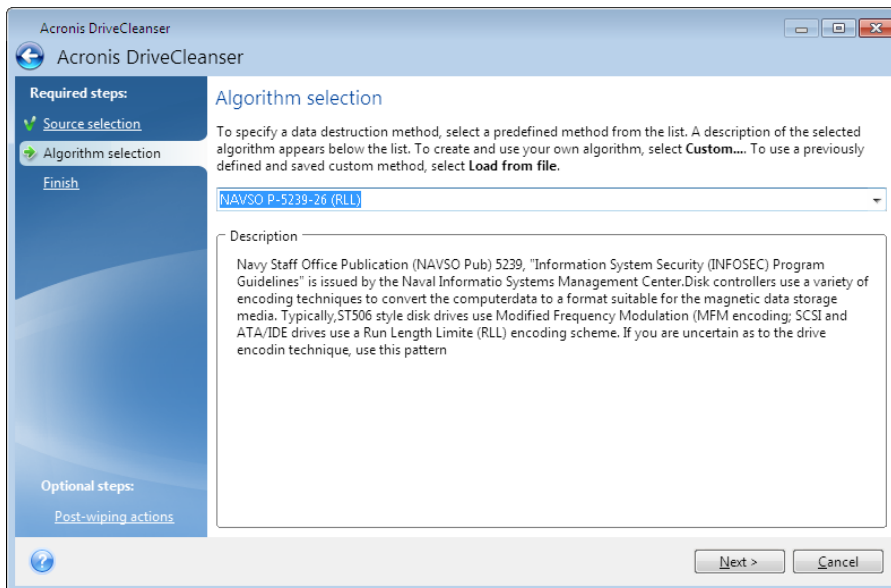 Acronis DriveCleanser
Acronis DriveCleanser
Required steps:
Source selection
Algorithm selection
Finish
Optional steps:
Post-wiping actions
Algorithm selection
To specify a data destruction method, select a predefined method from the list. A description of the selected
algorithm appears below the list. To create and use your own algorithm, select Custom.... To use a previously
defined and saved custom method, select Load from file.
NAVSO P-5239-26 (RLL)
Description
Navy Staff Office Publication (NAVSO Pub) 5239, "Information System Security (INFOSEC) Program
Guidelines" is issued by the Naval Informatio Systems Management Center.Disk controllers use a variety of
encoding techniques to convert the computerdata to a format suitable for the magnetic data storage
media. Typically,ST506 style disk drives use Modified Frequency Modulation (MFM encoding; SCSI and
ATA/IDE drives use a Run Length Limite (RLL) encoding scheme. If you are uncertain as to the drive
encodin technique, use this pattern
Next >
Cancel